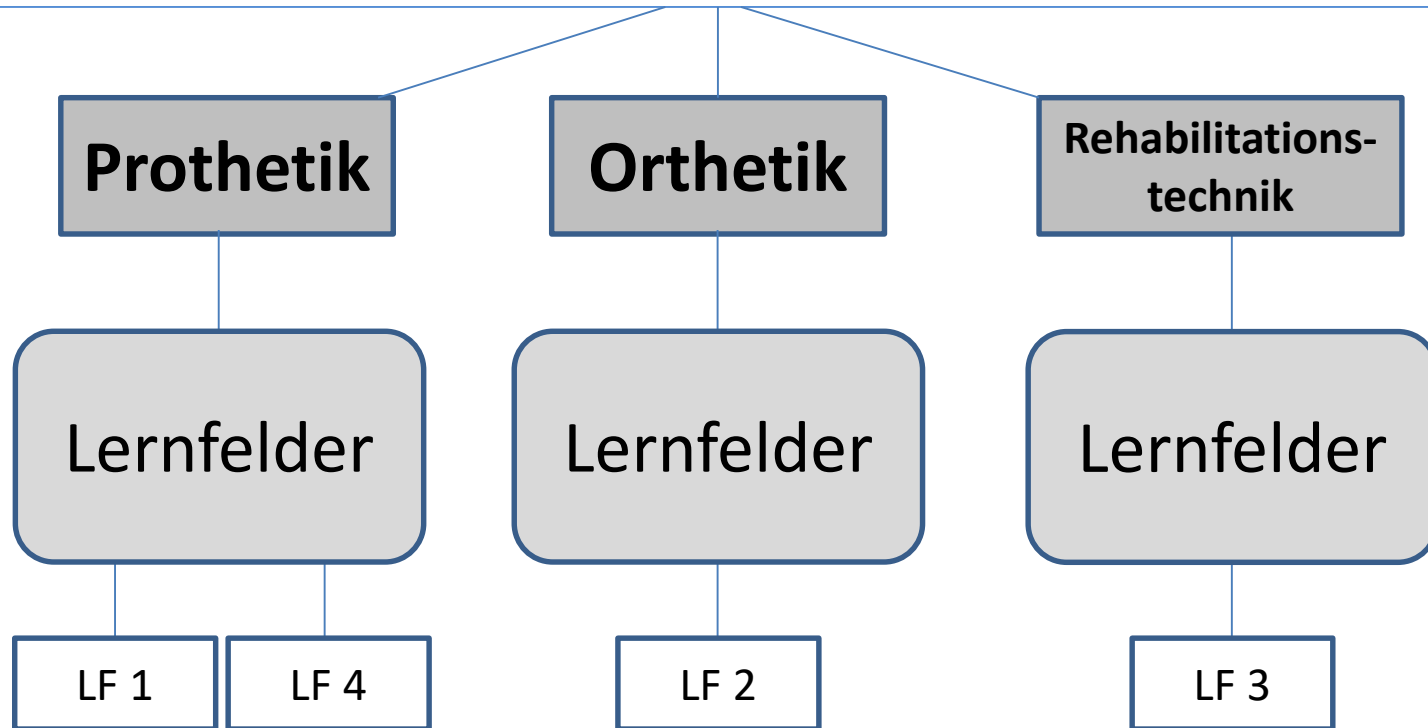 Prothetik
Orthetik
Rehabilitations-
technik
Lernfelder
Lernfelder
Lernfelder
LF 1
LF 4
LF 2
LF 3